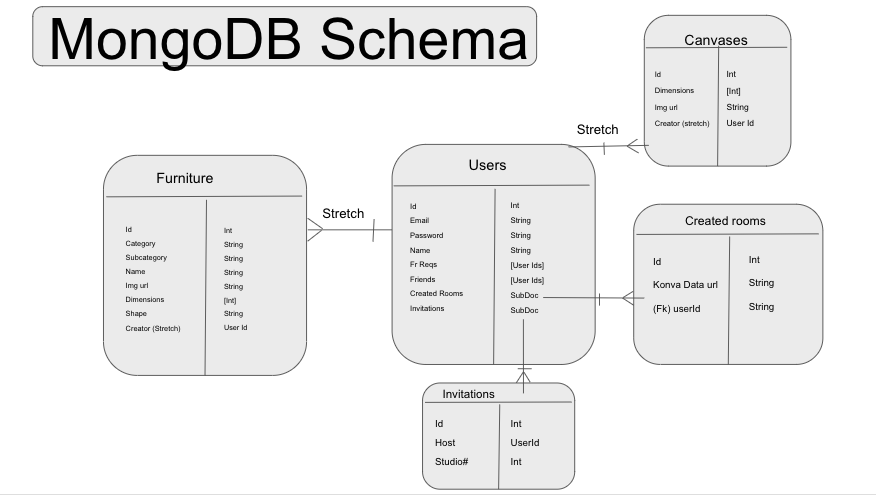 MongoDB Schema
Canvases
Id Int
Dimensions [Int]
Img url String
Creator (stretch) User Id
Stretch
Users
Id Int
Email String
Password String
Name String
Fr Reqs [User Ids]
Friends [User Ids]
Created Rooms SubDoc
Invitations SubDoc
Furniture
Id Int
Category String
Subcategory String
Name String
Img url String
Dimensions [Int]
Shape String
Creator (Stretch) User Id
Stretch
Created rooms
Id Int
Konva Data url String
(Fk) userId String
Invitations
Id Int
Host UserId
Studio# Int